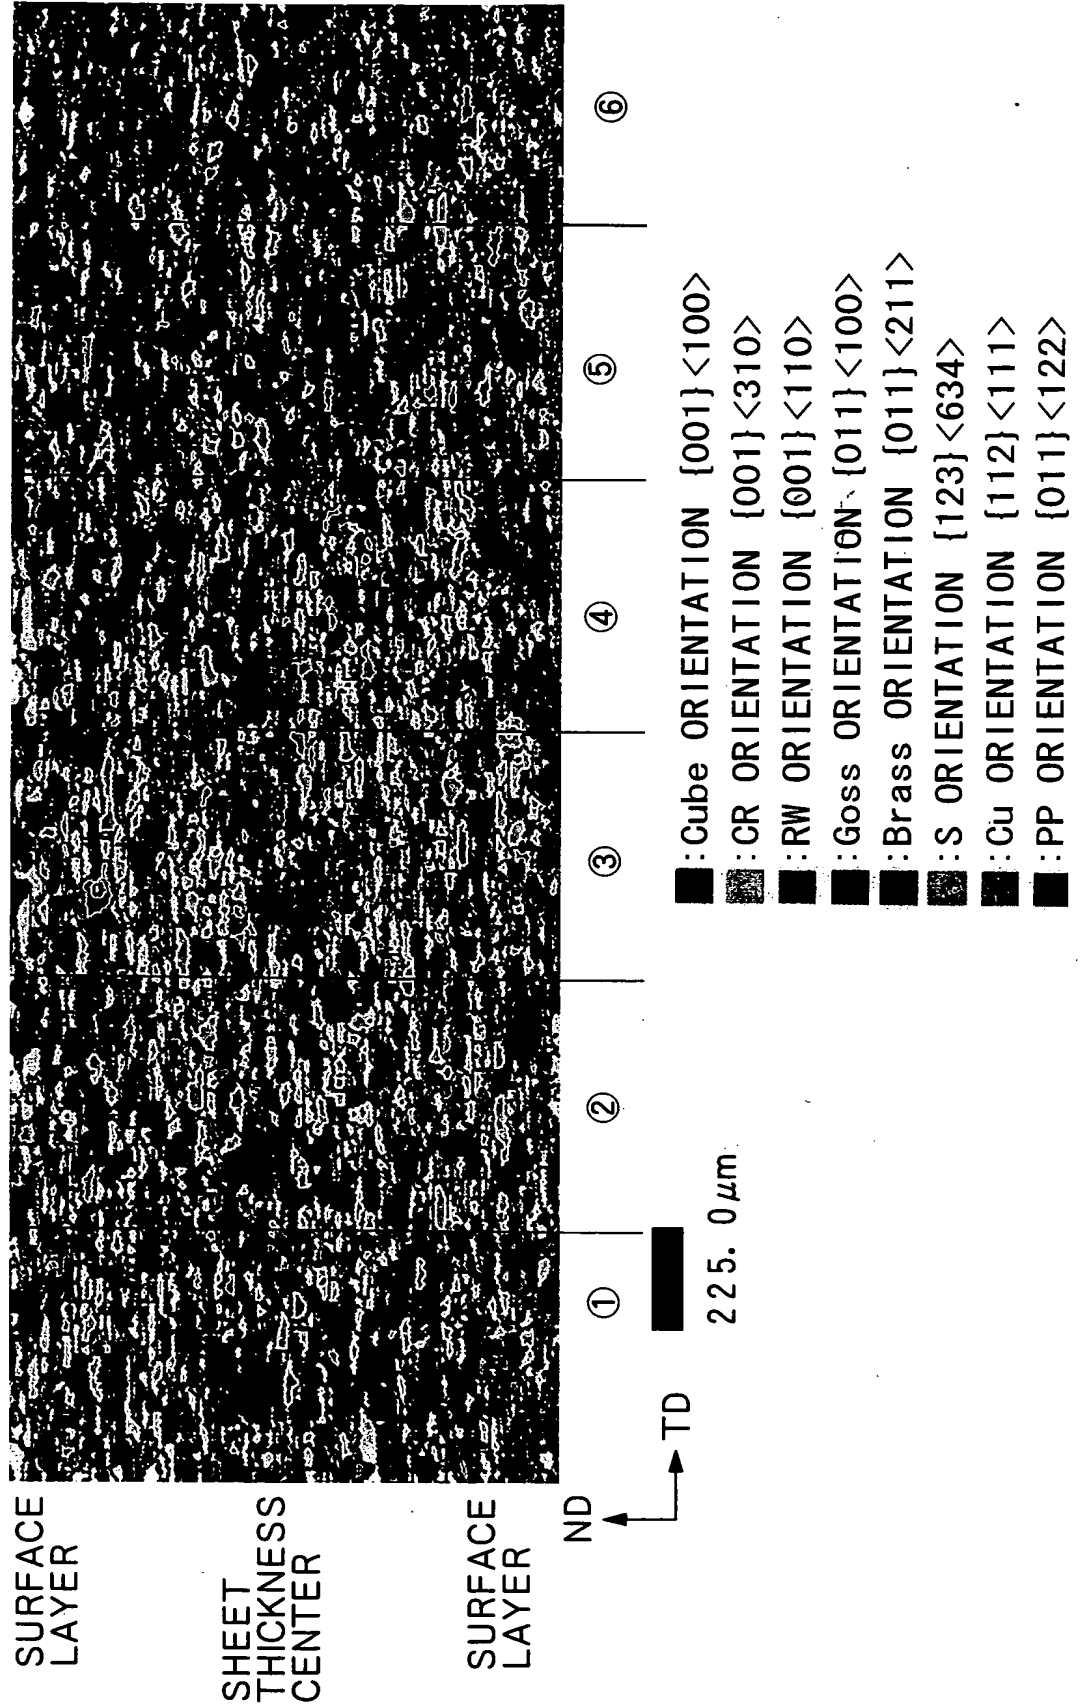 SURFACE
LAYER
SHEET
THICKNESS
CENTER
SURFACE
LAYER
ND
TD
① ② ③ ④ ⑤ ⑥
225. 0μm
:Cube ORIENTATION {001}<100>
:CR ORIENTATION {001}<310>
:RW ORIENTATION {001}<110>
:Goss ORIENTATION {011}<100>
:Brass ORIENTATION {011}<211>
:S ORIENTATION {123}<634>
:Cu ORIENTATION {112}<111>
:PP ORIENTATION {011}<122>